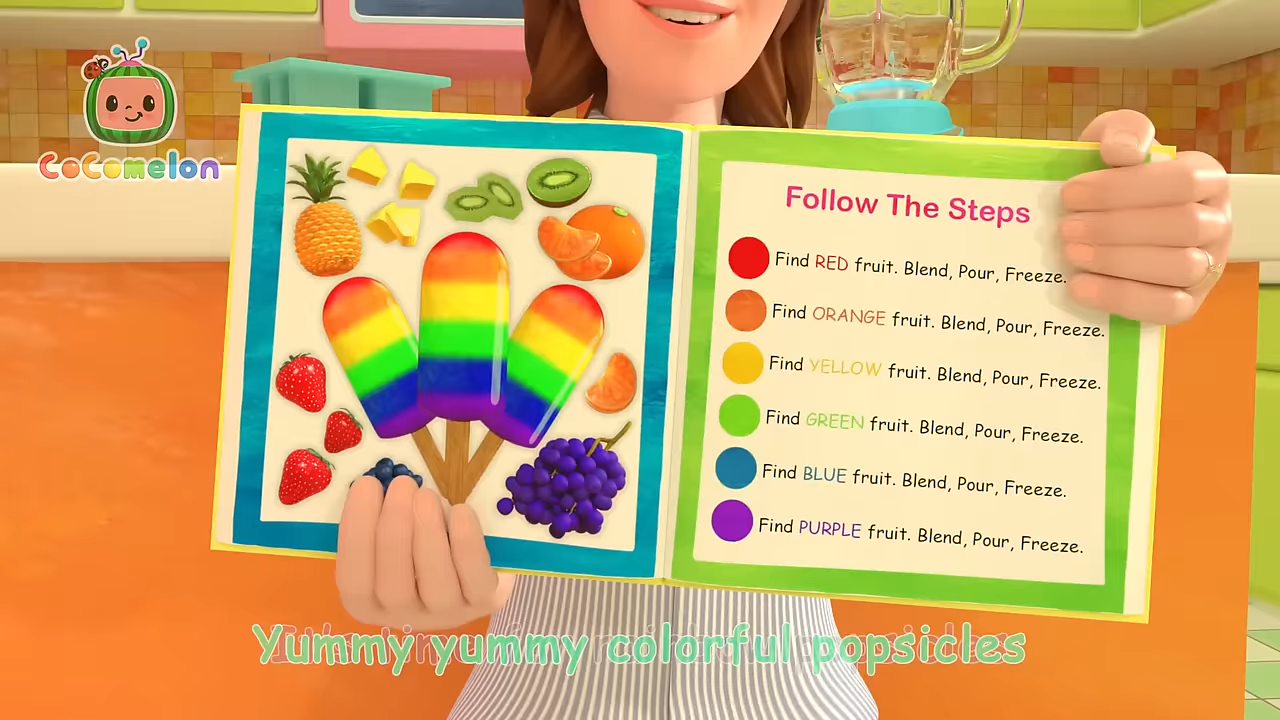 CoComelon
Follow The Steps
Find RED fruit. Blend, Pour, Freeze.
Find ORANGE fruit. Blend, Pour, Freeze.
Find YELLOW fruit. Blend, Pour, Freeze.
Find GREEN fruit. Blend, Pour, Freeze.
Find BLUE fruit. Blend, Pour, Freeze.
Find PURPLE fruit. Blend, Pour, Freeze.
Yummy yummy colorful popsicles